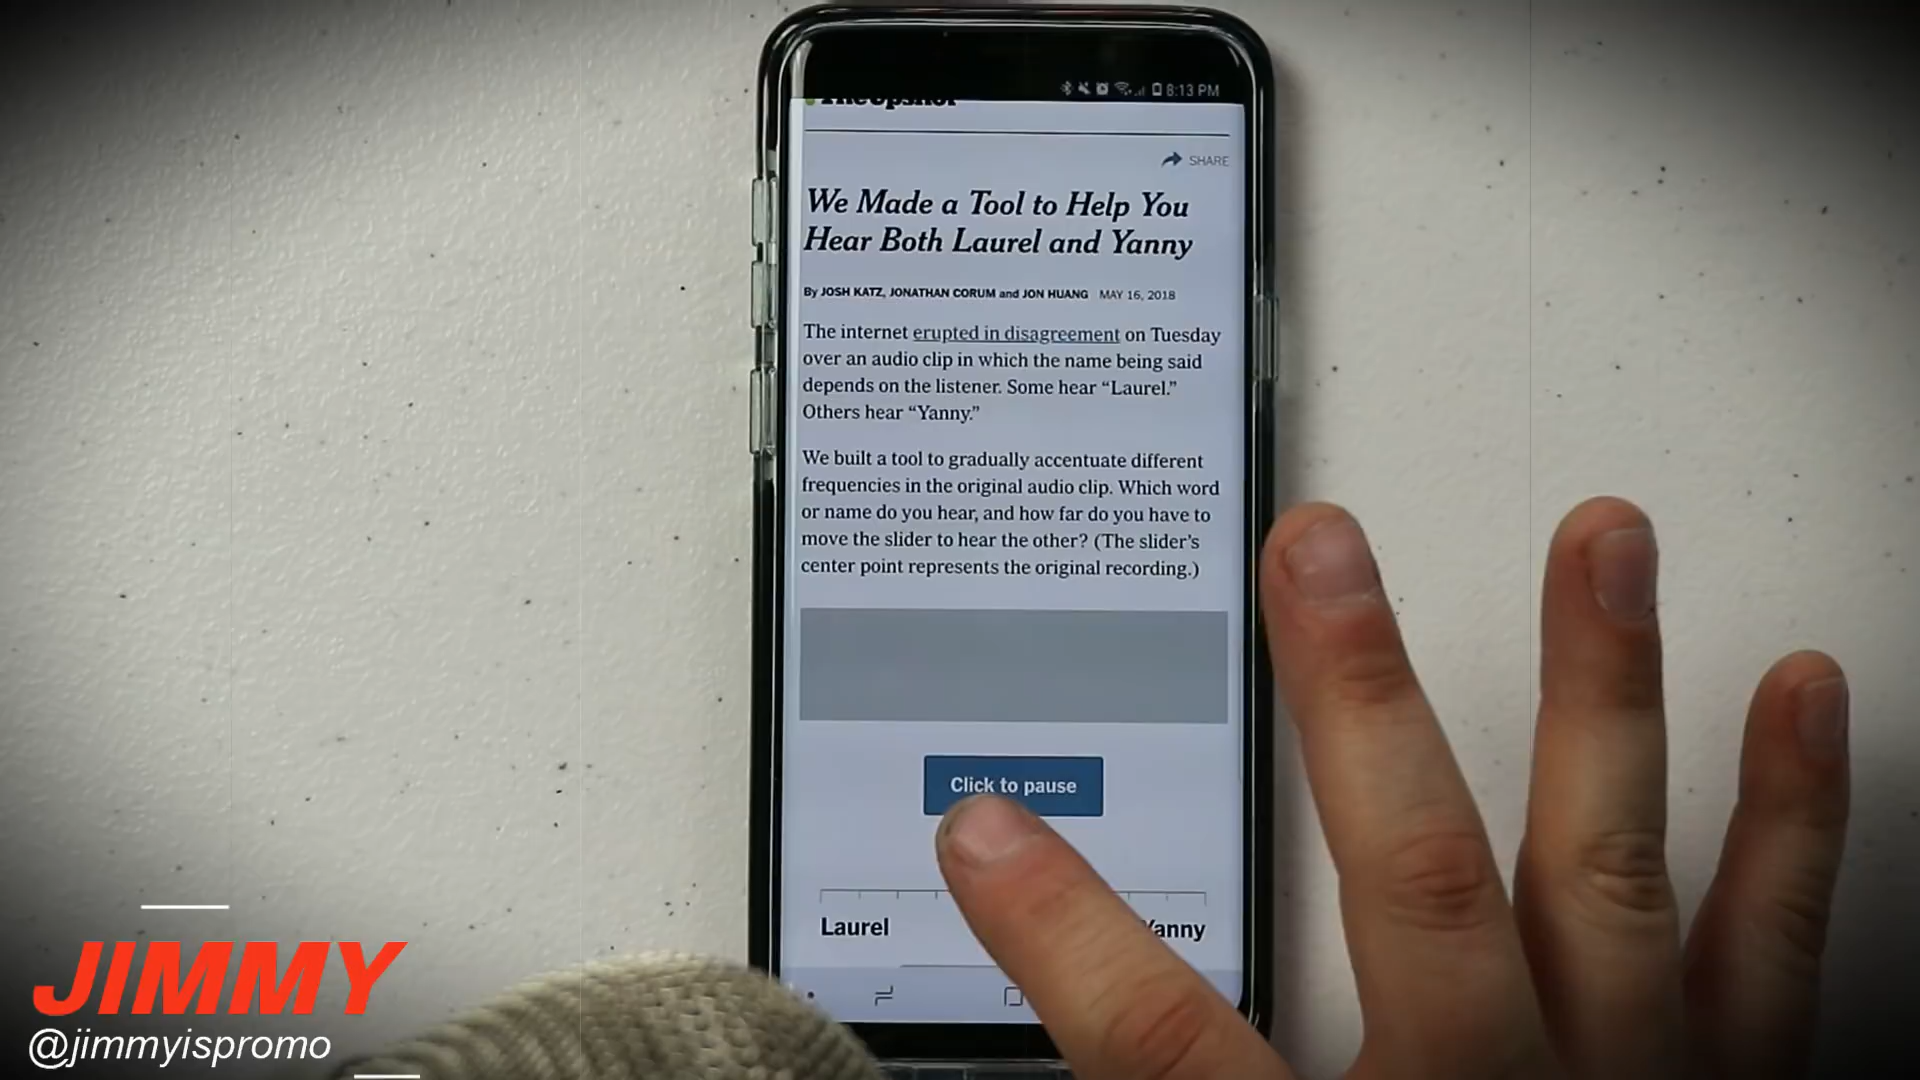 8:13 PM
The Upshot
SHARE
We Made a Tool to Help You
Hear Both Laurel and Yanny
By JOSH KATZ, JONATHAN CORUM and JON HUANG MAY 16, 2018
The internet erupted in disagreement on Tuesday
over an audio clip in which the name being said
depends on the listener. Some hear “Laurel.”
Others hear “Yanny.”
We built a tool to gradually accentuate different
frequencies in the original audio clip. Which word
or name do you hear, and how far do you have to
move the slider to hear the other? (The slider’s
center point represents the original recording.)
Click to pause
Laurel Yanny
JIMMY
@jimmyispromo